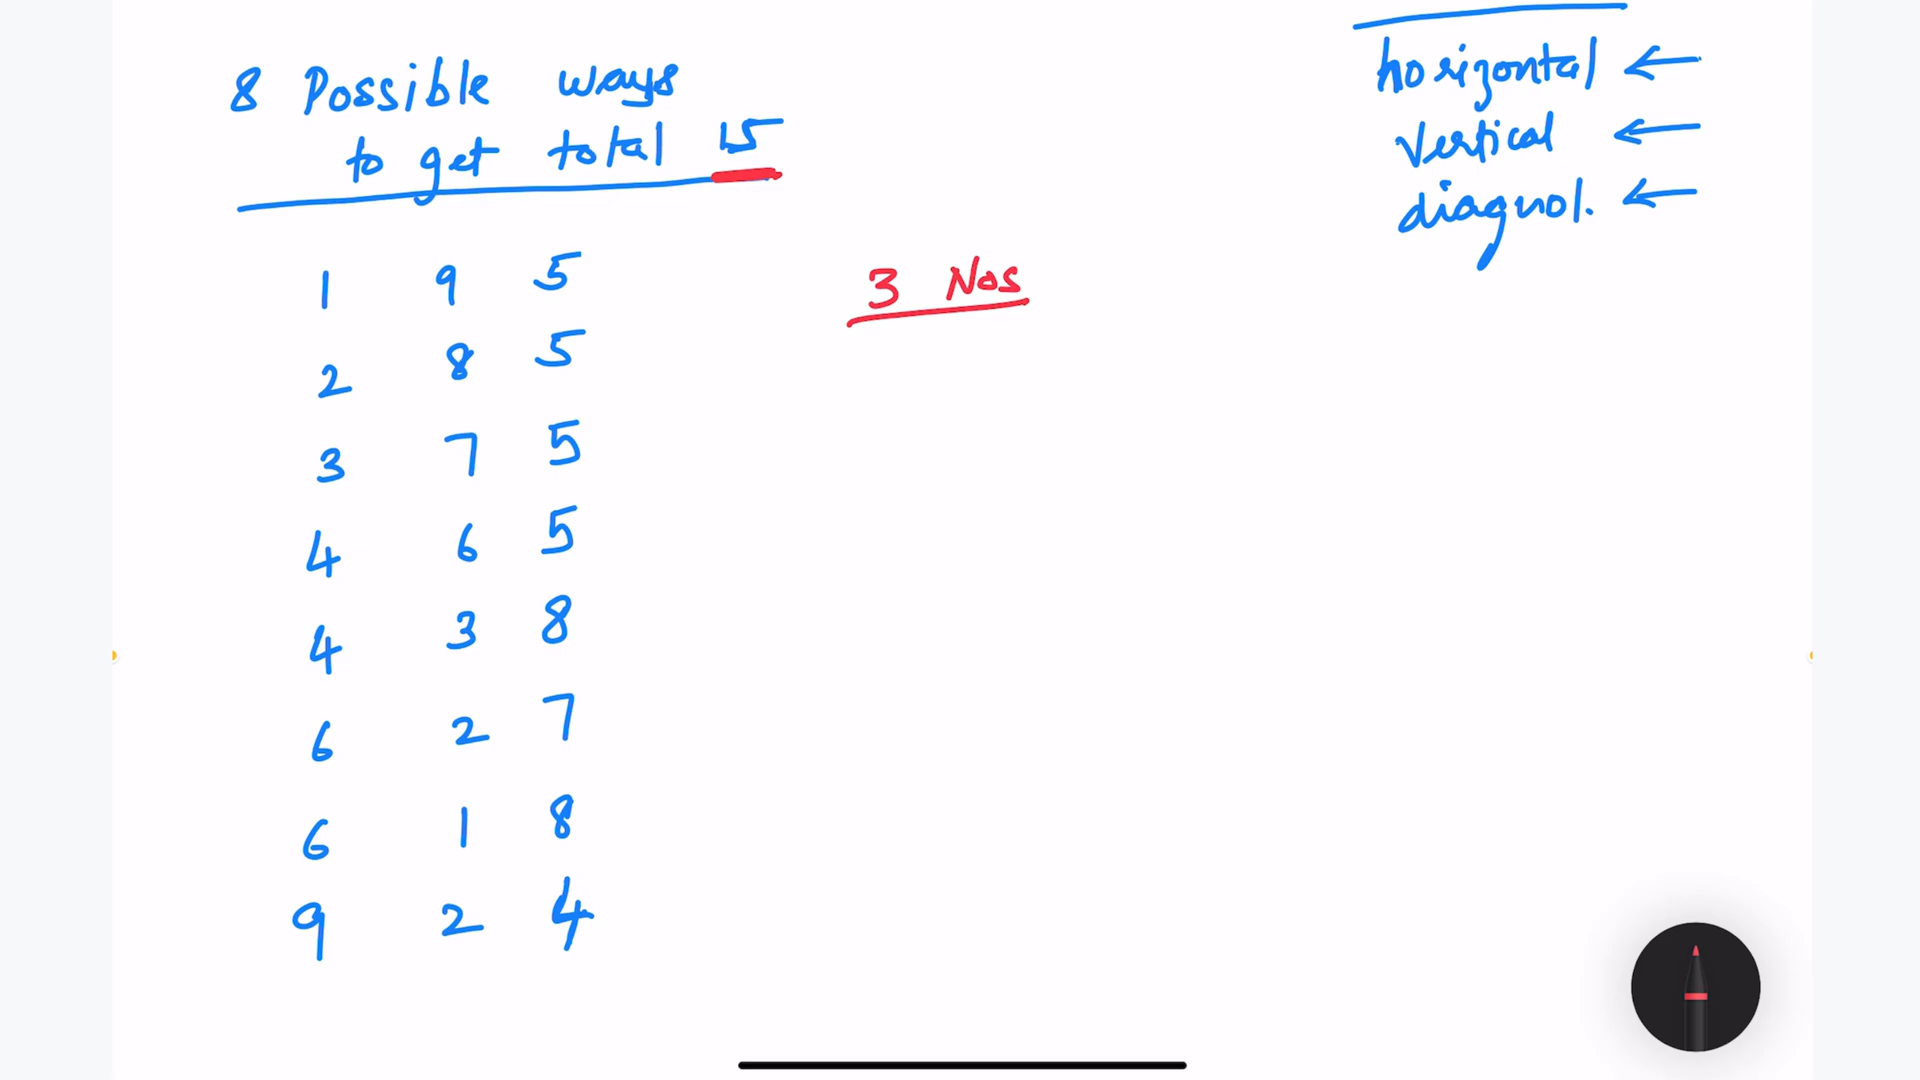 8 Possible ways
to get total 15
1 9 5
2 8 5
3 7 5
4 6 5
4 3 8
6 2 7
6 1 8
9 2 4
3 Nos
horizontal ←
Vertical ←
diagnol. ←